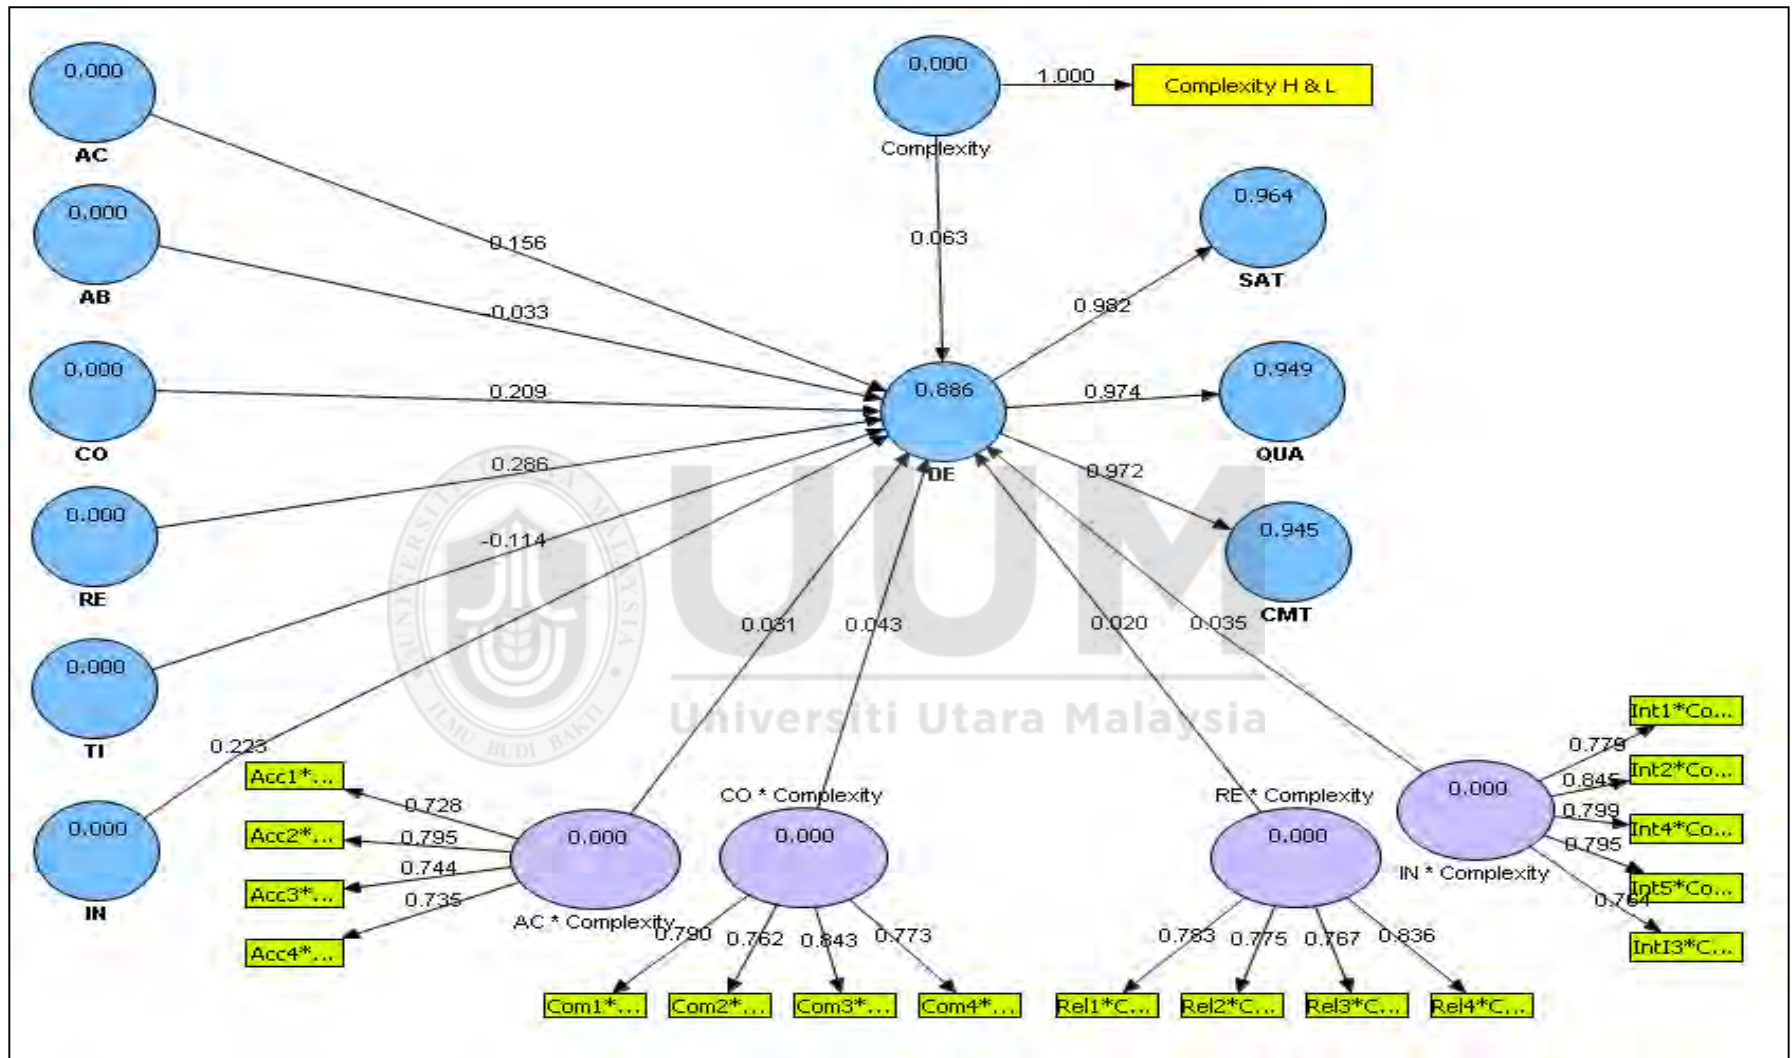 0.000
AC
0.000
AB
0.000
CO
0.000
RE
0.000
TI
0.000
IN
0.156
-0.033
0.209
0.286
-0.114
0.223
0.000
Complexity
1.000
Complexity H & L
0.063
0.886
DE
0.982
0.974
0.972
0.964
SAT
0.949
QUA
0.945
CMT
0.031
0.043
0.020
0.035
UNIVERSITI UTARA MALAYSIA
ILMU BUDI BAKTI
UUM
Universiti Utara Malaysia
0.000
AC * Complexity
Acc1*...
Acc2*...
Acc3*...
Acc4*...
0.728
0.795
0.744
0.735
CO * Complexity
0.000
0.790
0.762
0.843
0.773
Com1*...
Com2*...
Com3*...
Com4*...
RE * Complexity
0.000
0.783
0.775
0.767
0.836
Rel1*C...
Rel2*C...
Rel3*C...
Rel4*C...
0.000
IN * Complexity
0.779
0.845
0.799
0.795
Int1*Co...
Int2*Co...
Int4*Co...
Int5*Co...
IntI3*C...